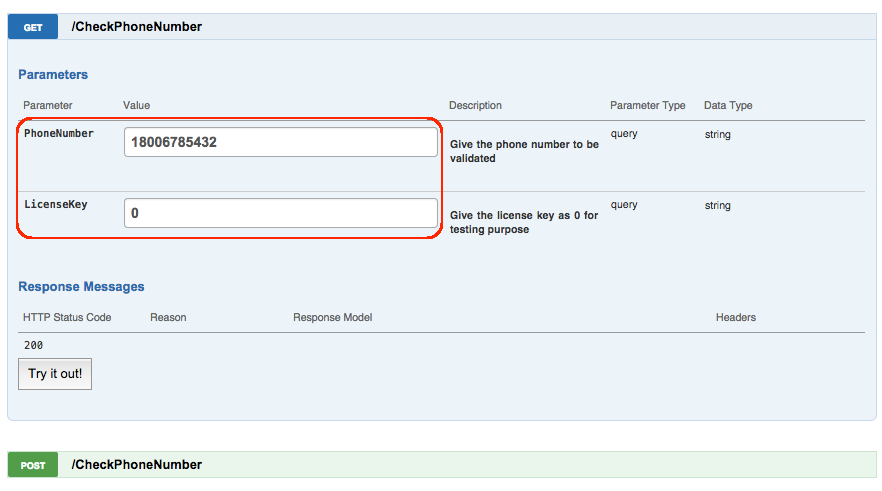 GET /CheckPhoneNumber
Parameters
Parameter Value Description Parameter Type Data Type
PhoneNumber 18006785432 Give the phone number to be validated query string
LicenseKey 0 Give the license key as 0 for testing purpose query string
Response Messages
HTTP Status Code Reason Response Model Headers
200
Try it out!
POST /CheckPhoneNumber